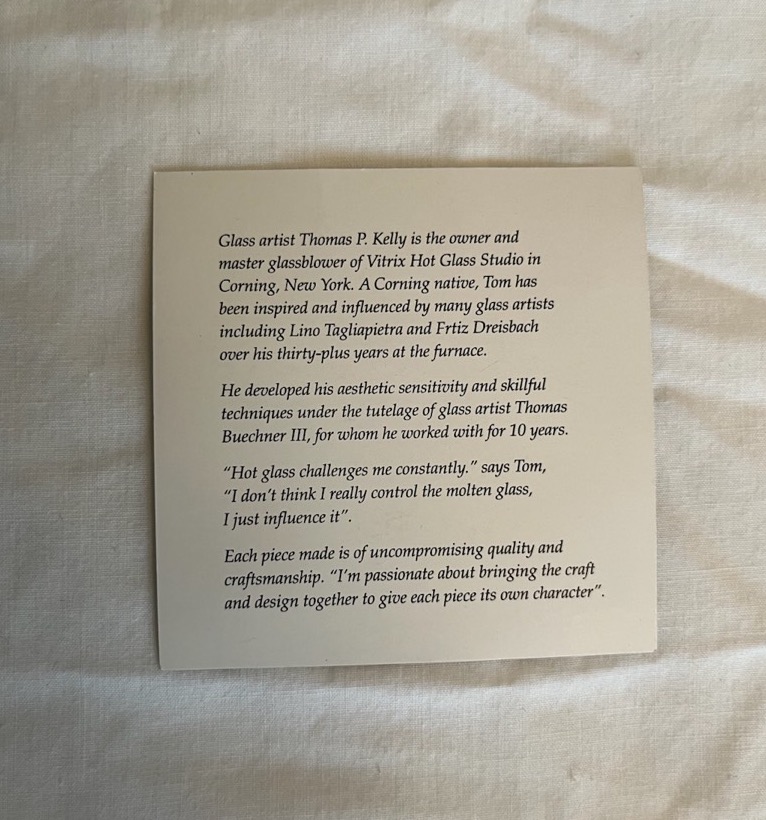 Glass artist Thomas P. Kelly is the owner and
master glassblower of Vitrix Hot Glass Studio in
Corning, New York. A Corning native, Tom has
been inspired and influenced by many glass artists
including Lino Tagliapietra and Frtiz Dreisbach
over his thirty-plus years at the furnace.
He developed his aesthetic sensitivity and skillful
techniques under the tutelage of glass artist Thomas
Buechner III, for whom he worked with for 10 years.
“Hot glass challenges me constantly.” says Tom,
“I don’t think I really control the molten glass,
I just influence it”.
Each piece made is of uncompromising quality and
craftsmanship. “I’m passionate about bringing the craft
and design together to give each piece its own character”.